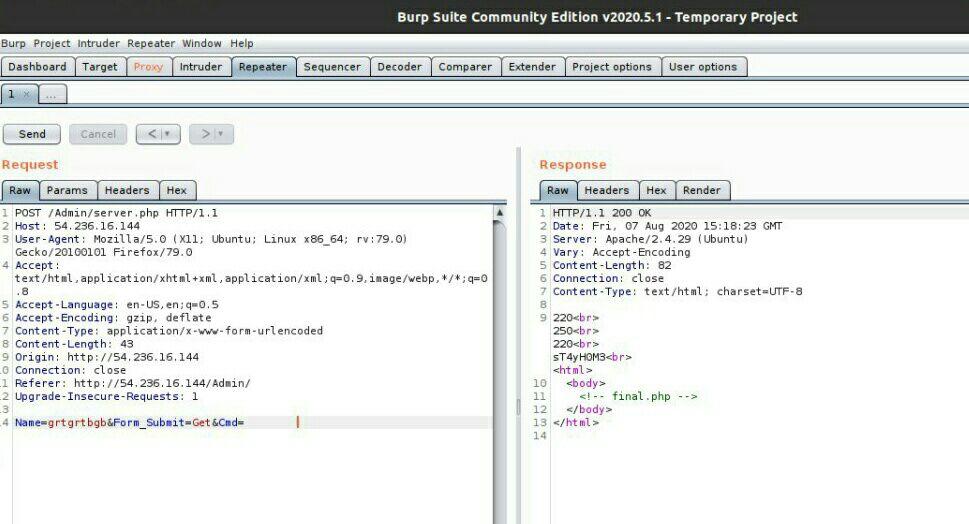 Burp Suite Community Edition v2020.5.1 - Temporary Project
Burp Project Intruder Repeater Window Help
Dashboard Target Proxy Intruder Repeater Sequencer Decoder Comparer Extender Project options User options
1 × ...
Send Cancel < | ▾ > | ▾
Request
Raw Params Headers Hex
1 POST /Admin/server.php HTTP/1.1
2 Host: 54.236.16.144
3 User-Agent: Mozilla/5.0 (X11; Ubuntu; Linux x86_64; rv:79.0)
Gecko/20100101 Firefox/79.0
4 Accept:
text/html,application/xhtml+xml,application/xml;q=0.9,image/webp,*/*;q=0
.8
5 Accept-Language: en-US,en;q=0.5
6 Accept-Encoding: gzip, deflate
7 Content-Type: application/x-www-form-urlencoded
8 Content-Length: 43
9 Origin: http://54.236.16.144
0 Connection: close
1 Referer: http://54.236.16.144/Admin/
2 Upgrade-Insecure-Requests: 1
3
4 Name=grtgrtbgb&Form_Submit=Get&Cmd=
Response
Raw Headers Hex Render
1 HTTP/1.1 200 OK
2 Date: Fri, 07 Aug 2020 15:18:23 GMT
3 Server: Apache/2.4.29 (Ubuntu)
4 Vary: Accept-Encoding
5 Content-Length: 82
6 Connection: close
7 Content-Type: text/html; charset=UTF-8
8
9 220<br>
250<br>
220<br>
sT4yH0M3<br>
<html>
10 <body>
11 <!-- final.php -->
12 </body>
13 </html>
14